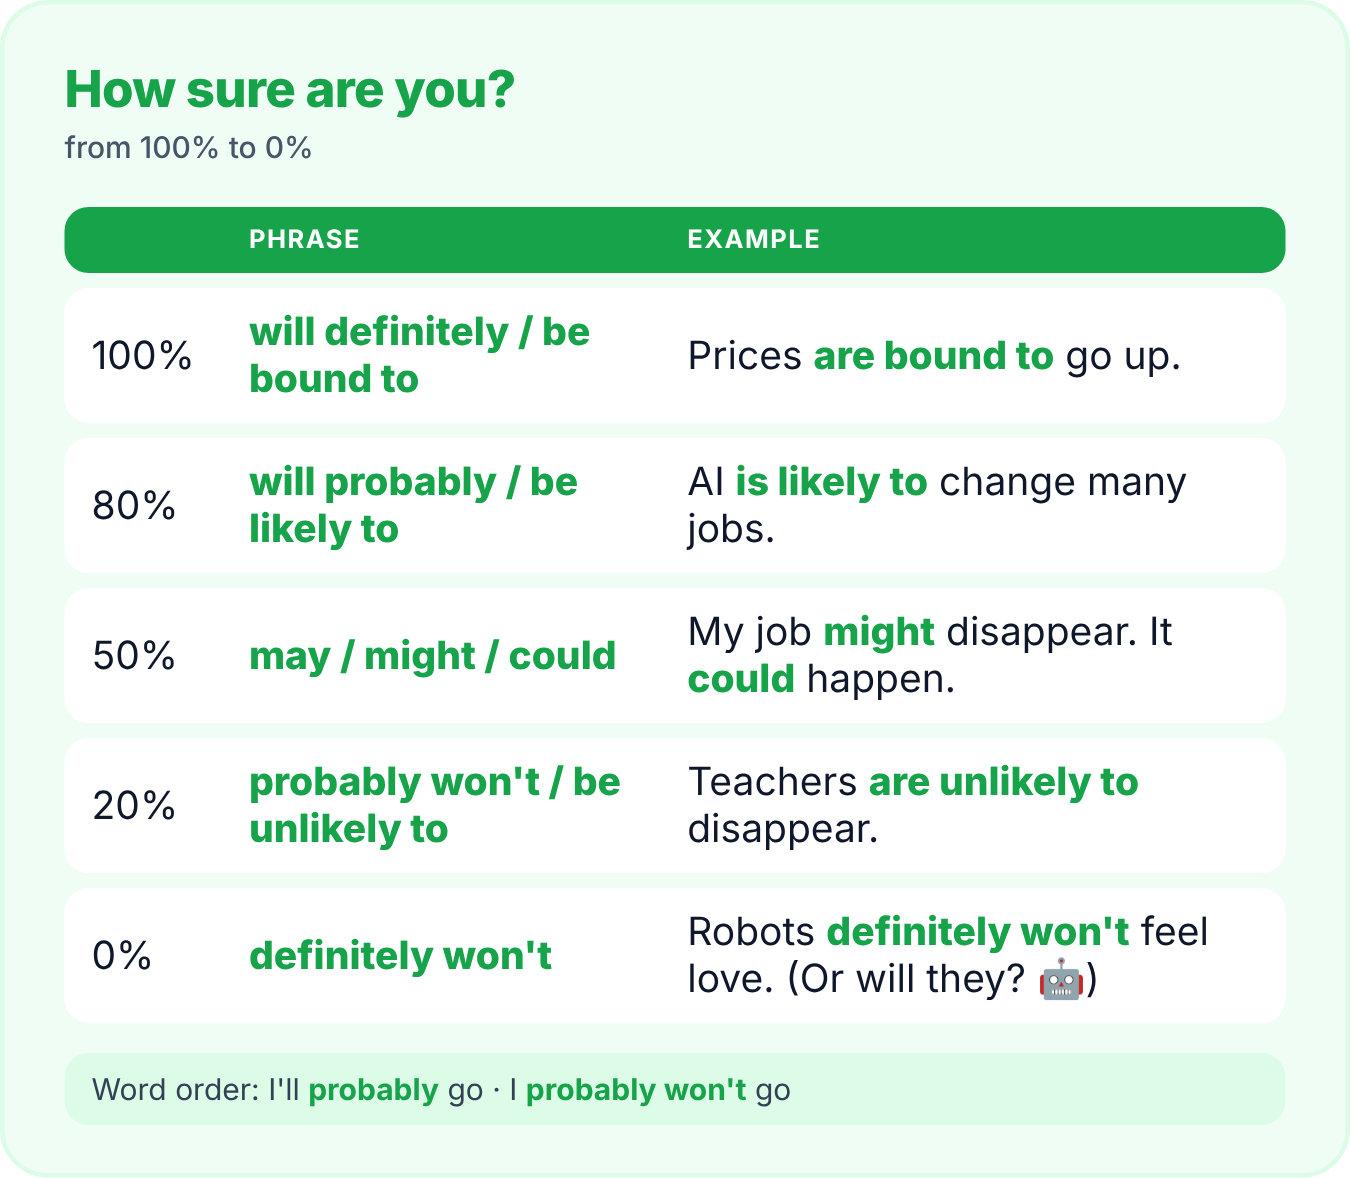 How sure are you?
from 100% to 0%
PHRASE EXAMPLE
100%
will definitely / be
bound to
Prices are bound to go up.
80%
will probably / be
likely to
AI is likely to change many
jobs.
50%
may / might / could
My job might disappear. It
could happen.
20%
probably won't / be
unlikely to
Teachers are unlikely to
disappear.
0%
definitely won't
Robots definitely won't feel
love. (Or will they? 🤖)
Word order: I'll probably go · I probably won't go